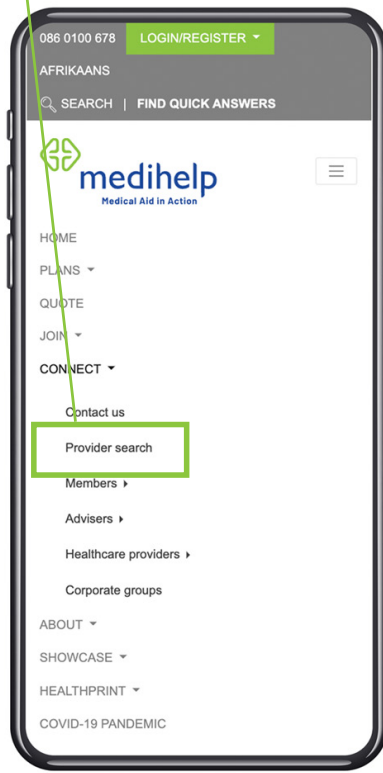 086 0100 678 LOGIN/REGISTER
AFRIKAANS
SEARCH | FIND QUICK ANSWERS
medihelp
Medical Aid in Action
HOME
PLANS
QUOTE
JOIN
CONNECT
Contact us
Provider search
Members
Advisers
Healthcare providers
Corporate groups
ABOUT
SHOWCASE
HEALTHPRINT
COVID-19 PANDEMIC